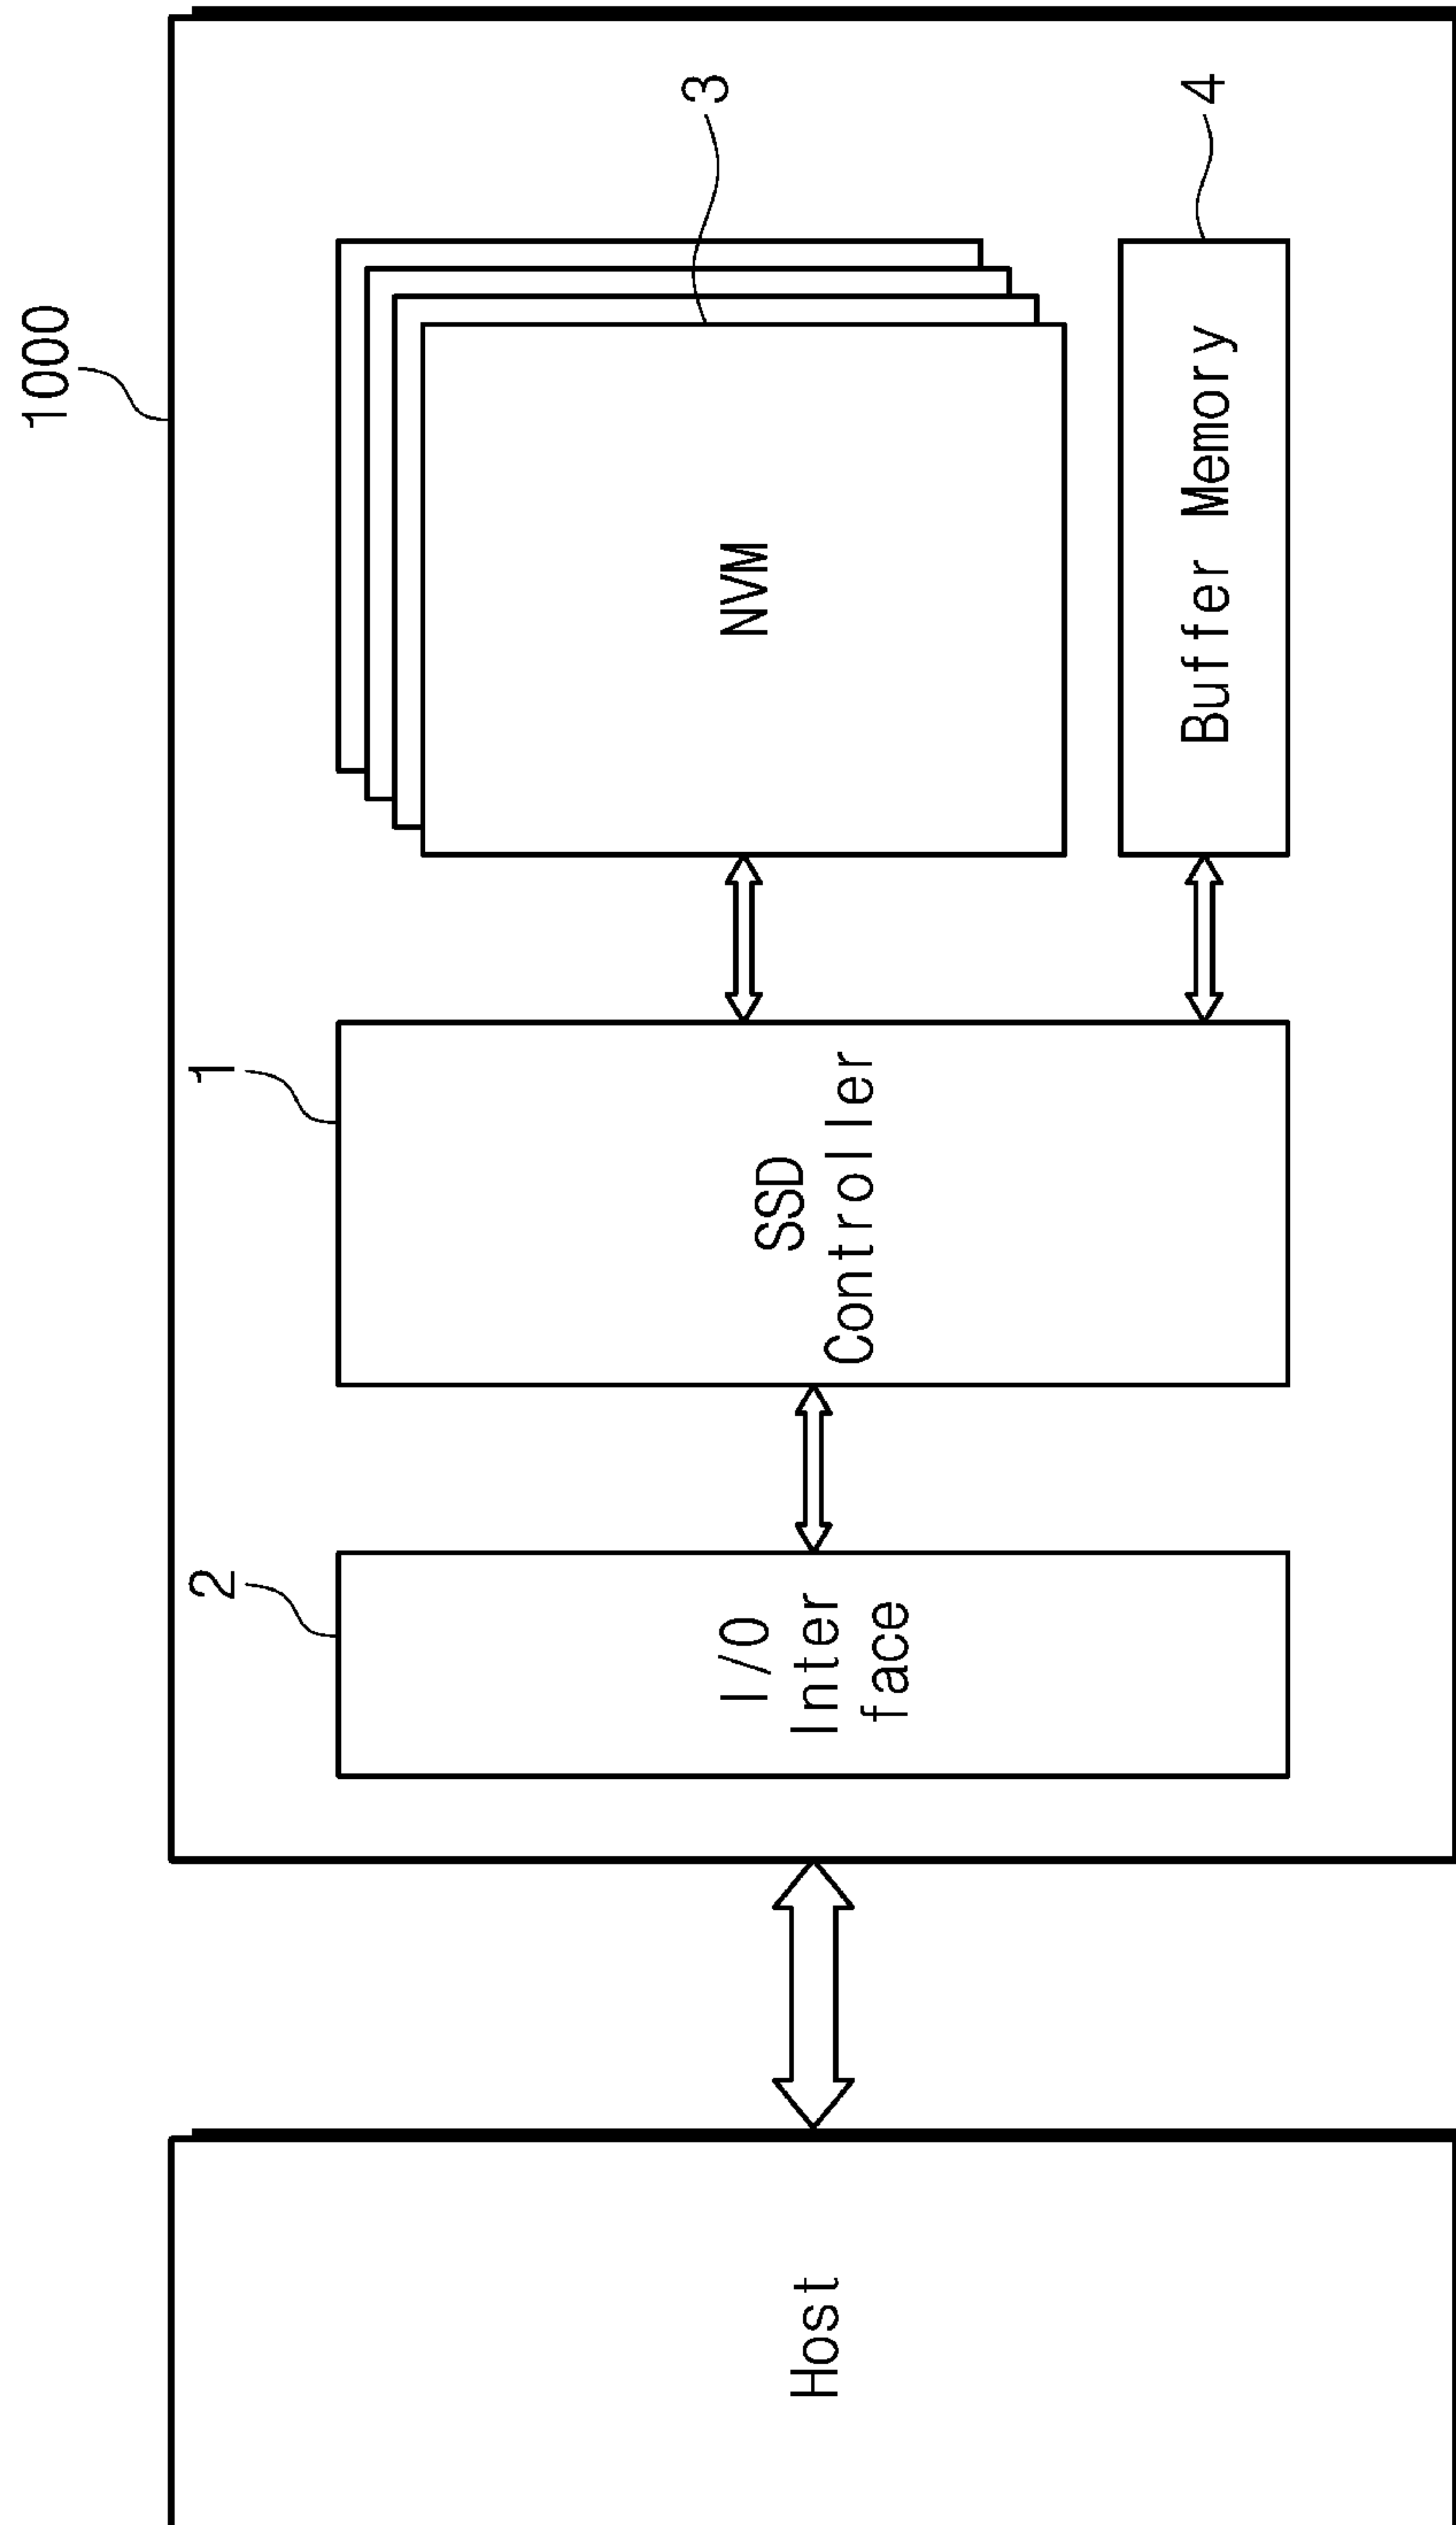 1000
Host
2
I/O
Inter
face
1
SSD
Controller
3
NVM
4
Buffer Memory